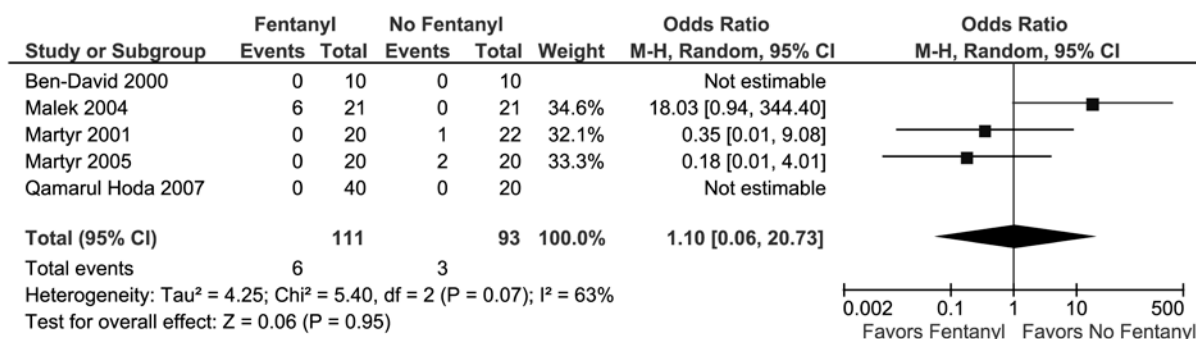 Fentanyl No Fentanyl Odds Ratio Odds Ratio
Study or Subgroup Events Total Events Total Weight M-H, Random, 95% CI M-H, Random, 95% CI
Ben-David 2000 0 10 0 10 Not estimable
Malek 2004 6 21 0 21 34.6% 18.03 [0.94, 344.40]
Martyr 2001 0 20 1 22 32.1% 0.35 [0.01, 9.08]
Martyr 2005 0 20 2 20 33.3% 0.18 [0.01, 4.01]
Qamarul Hoda 2007 0 40 0 20 Not estimable
Total (95% CI) 111 93 100.0% 1.10 [0.06, 20.73]
Total events 6 3
Heterogeneity: Tau² = 4.25; Chi² = 5.40, df = 2 (P = 0.07); I² = 63%
Test for overall effect: Z = 0.06 (P = 0.95)
0.002 0.1 1 10 500
Favors Fentanyl Favors No Fentanyl